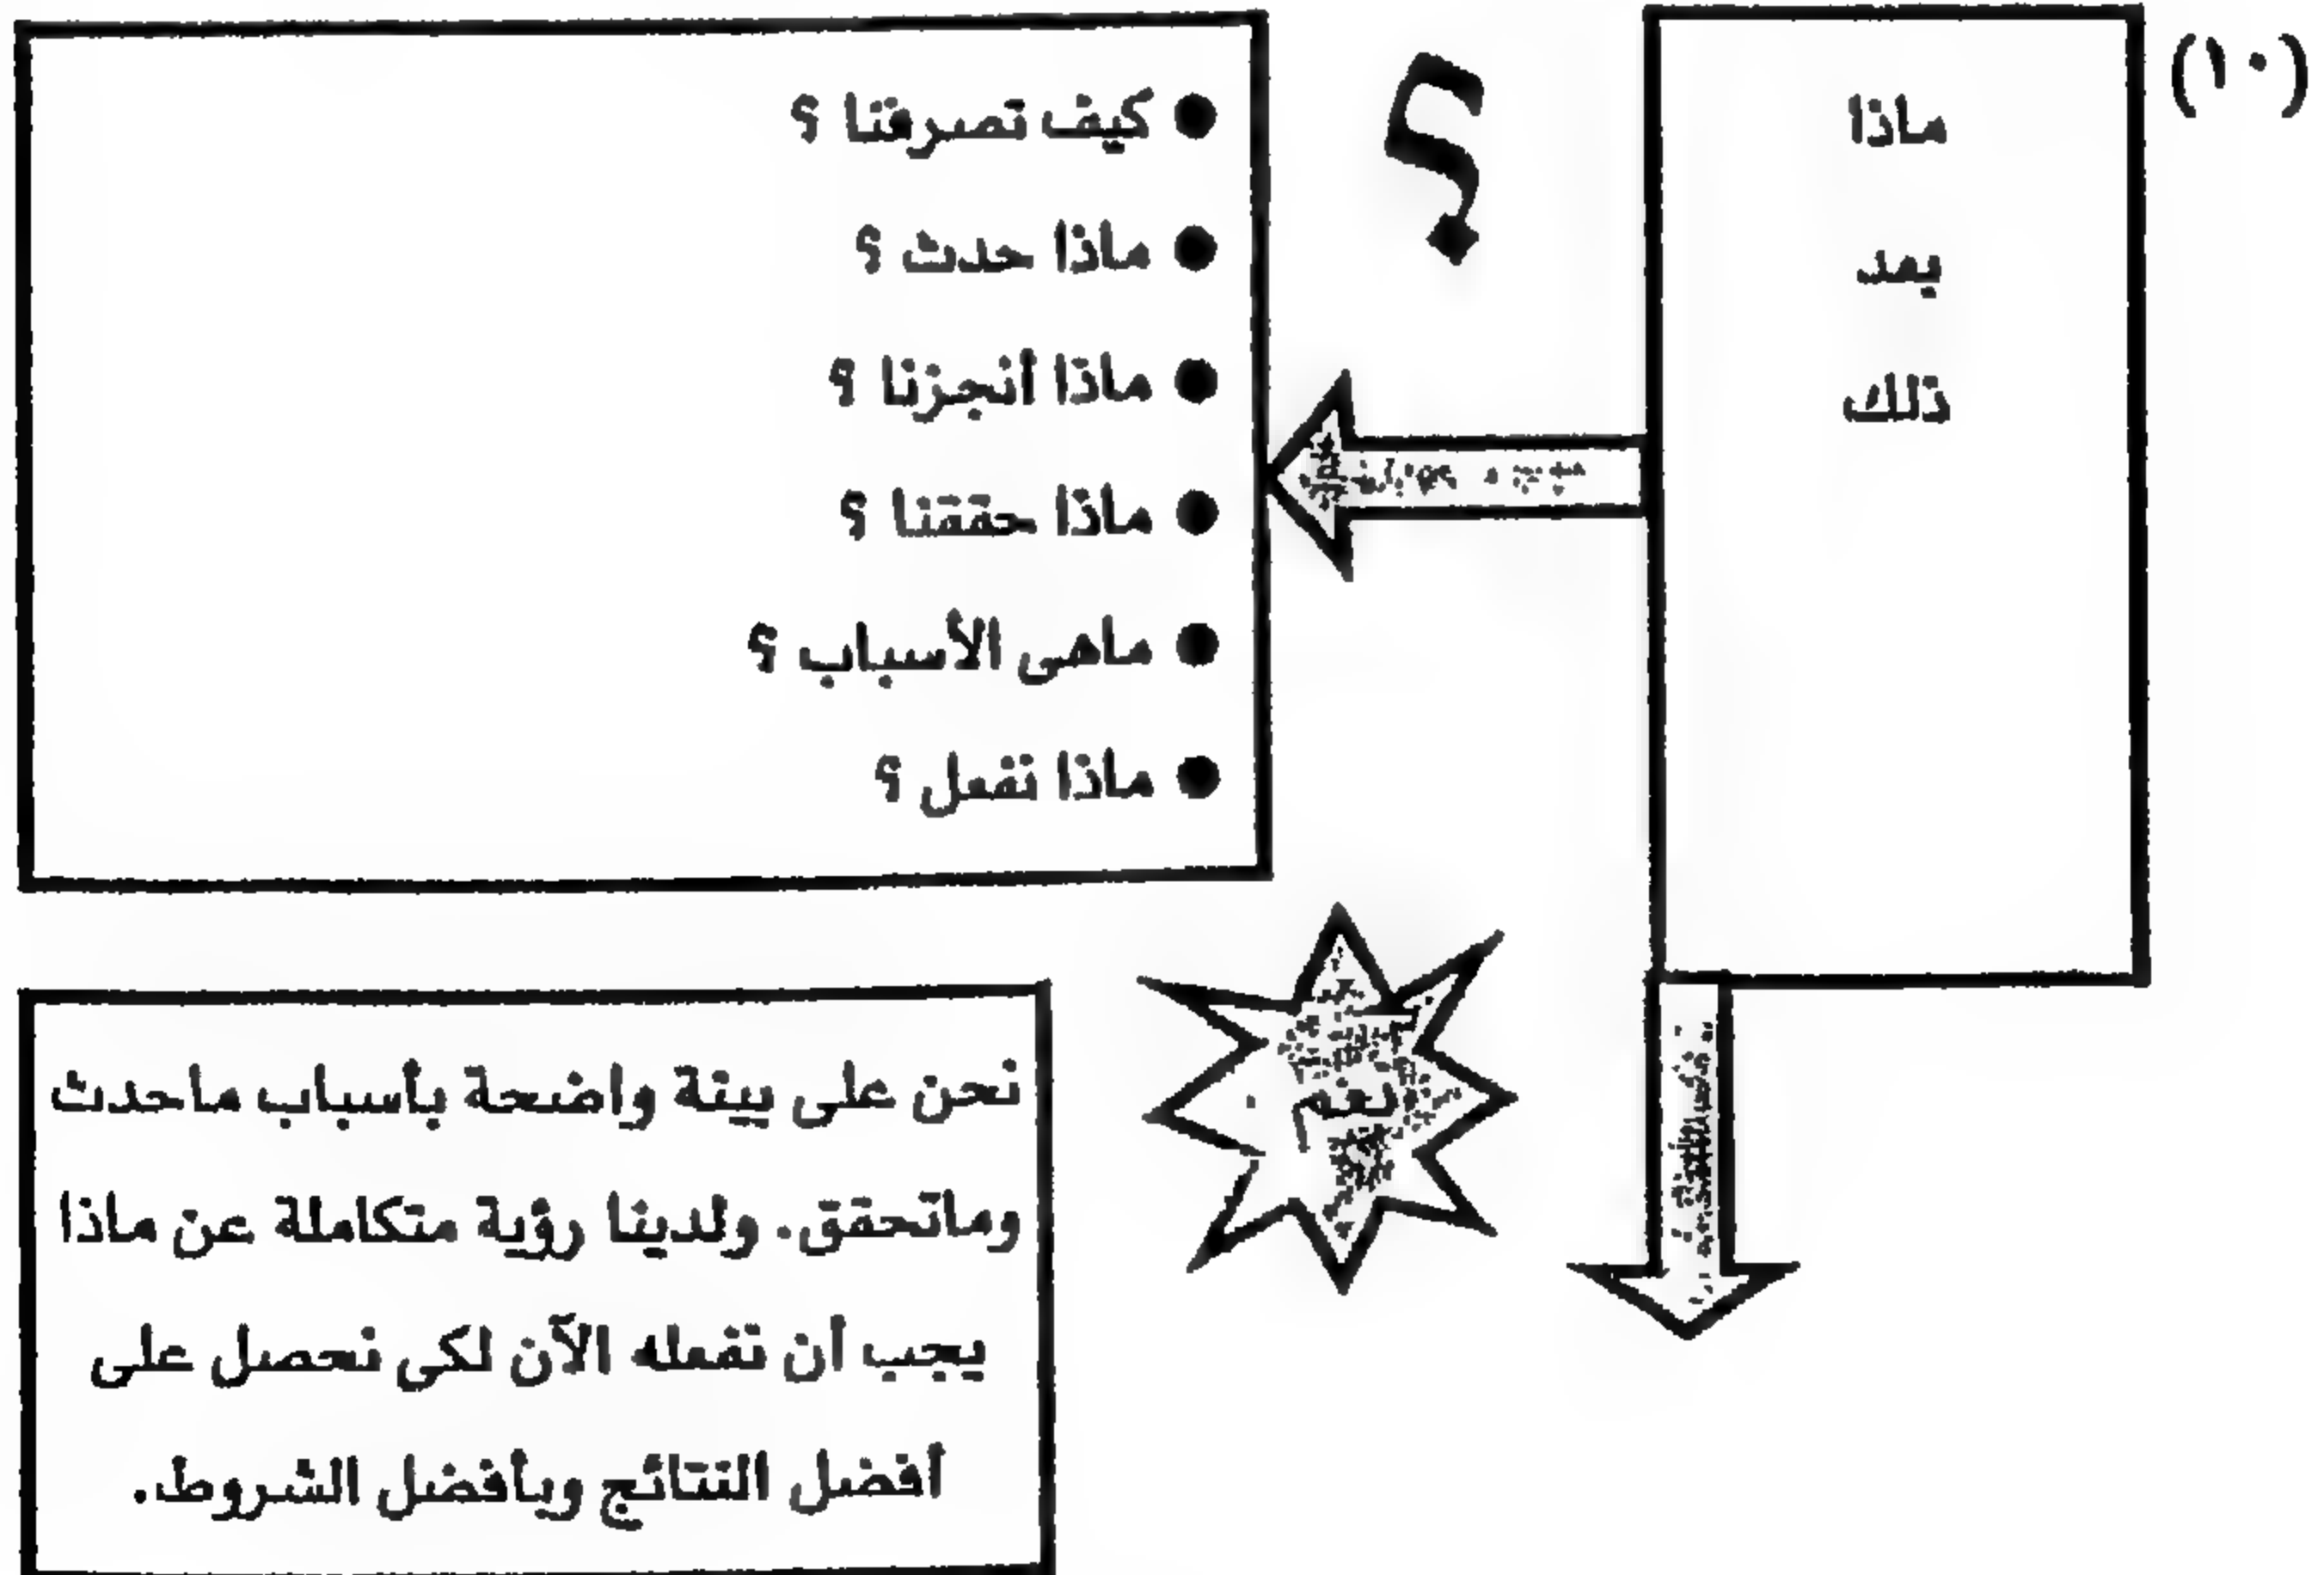 (١٠)
ماذا
بعد
ذلك
؟
● كيف تصرفنا ؟
● ماذا حدث ؟
● ماذا أنجزنا ؟
● ماذا حققنا ؟
● ماهى الأسباب ؟
● ماذا نفعل ؟
نعم
نحن على بينة واضحة بأسباب ماحدث
وماتحقق. ولدينا رؤية متكاملة عن ماذا
يجب أن نفعله الآن لكى نحصل على
أفضل النتائج وبأفضل الشروط.